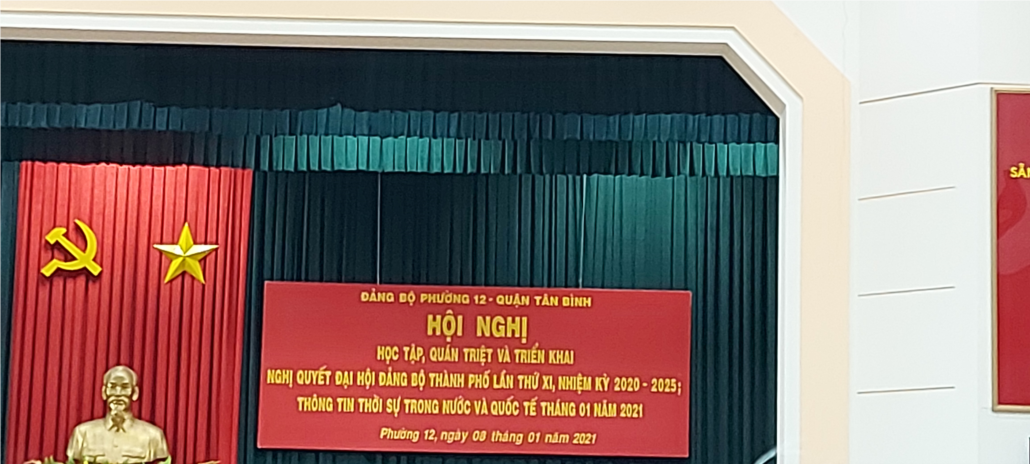 ĐẢNG BỘ PHƯỜNG 12 - QUẬN TÂN BÌNH
HỘI NGHỊ
HỌC TẬP, QUÁN TRIỆT VÀ TRIỂN KHAI
NGHỊ QUYẾT ĐẠI HỘI ĐẢNG BỘ THÀNH PHỐ LẦN THỨ XI, NHIỆM KỲ 2020 - 2025;
THÔNG TIN THỜI SỰ TRONG NƯỚC VÀ QUỐC TẾ THÁNG 01 NĂM 2021
Phường 12, ngày 08 tháng 01 năm 2021